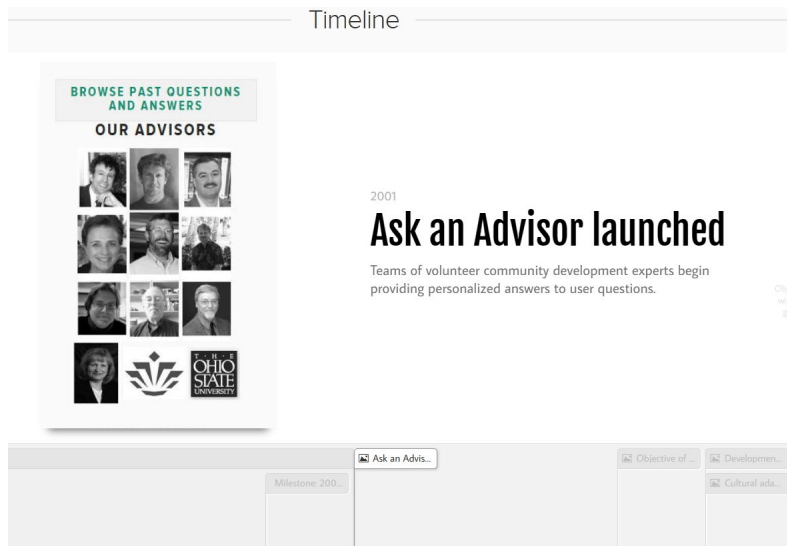 Timeline
BROWSE PAST QUESTIONS
AND ANSWERS
OUR ADVISORS
T · H · E
OHIO
STATE
UNIVERSITY
2001
Ask an Advisor launched
Teams of volunteer community development experts begin
providing personalized answers to user questions.
Ask an Advis...
Objective of ...
Developmen...
Milestone: 200...
Cultural ada...